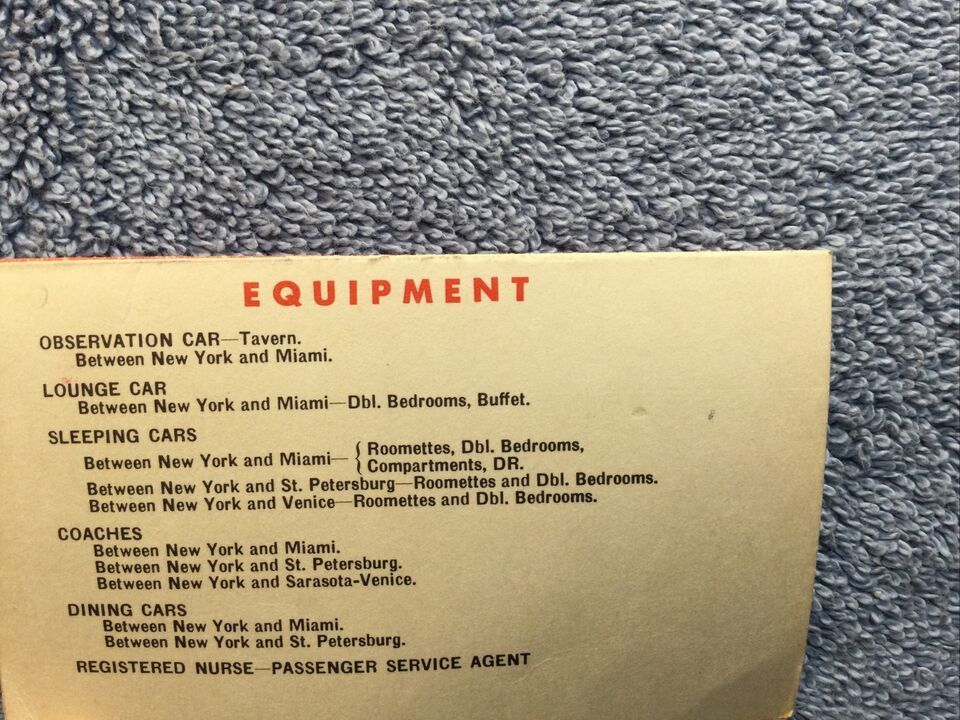 EQUIPMENT
OBSERVATION CAR—Tavern.
Between New York and Miami.
LOUNGE CAR
Between New York and Miami—Dbl. Bedrooms, Buffet.
SLEEPING CARS
Between New York and Miami— { Roomettes, Dbl. Bedrooms,
Compartments, DR.
Between New York and St. Petersburg—Roomettes and Dbl. Bedrooms.
Between New York and Venice—Roomettes and Dbl. Bedrooms.
COACHES
Between New York and Miami.
Between New York and St. Petersburg.
Between New York and Sarasota-Venice.
DINING CARS
Between New York and Miami.
Between New York and St. Petersburg.
REGISTERED NURSE—PASSENGER SERVICE AGENT